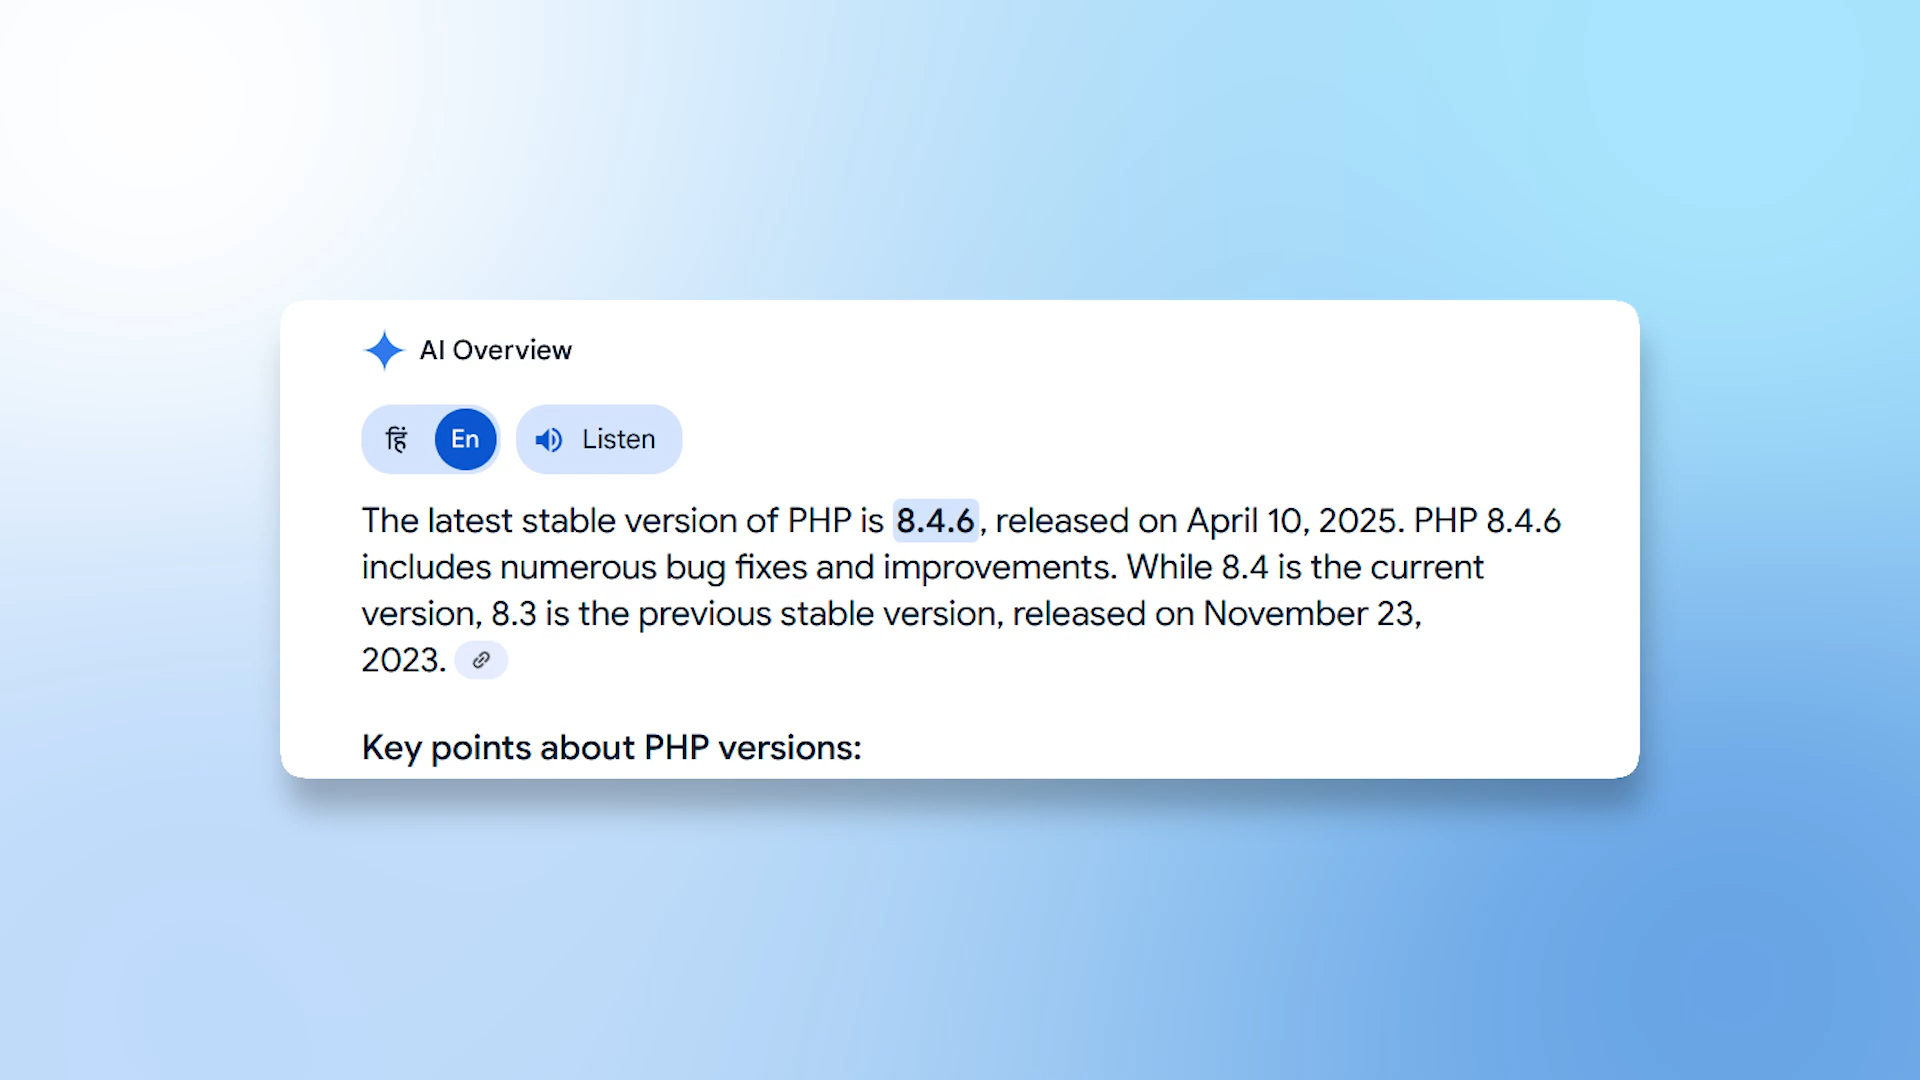 AI Overview
हिं En Listen
The latest stable version of PHP is 8.4.6, released on April 10, 2025. PHP 8.4.6
includes numerous bug fixes and improvements. While 8.4 is the current
version, 8.3 is the previous stable version, released on November 23,
2023.
Key points about PHP versions: